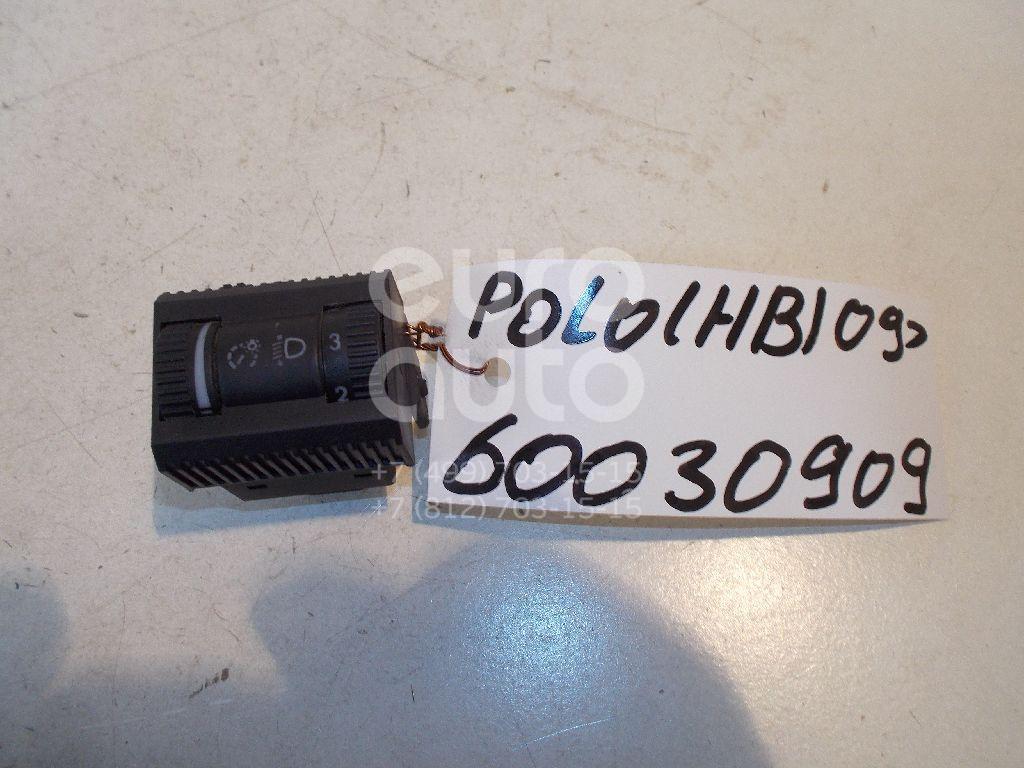 euro
auto
POLO(HB)09>
3
2
60030909
+7 (499) 703-15-15
+7 (812) 703-15-15